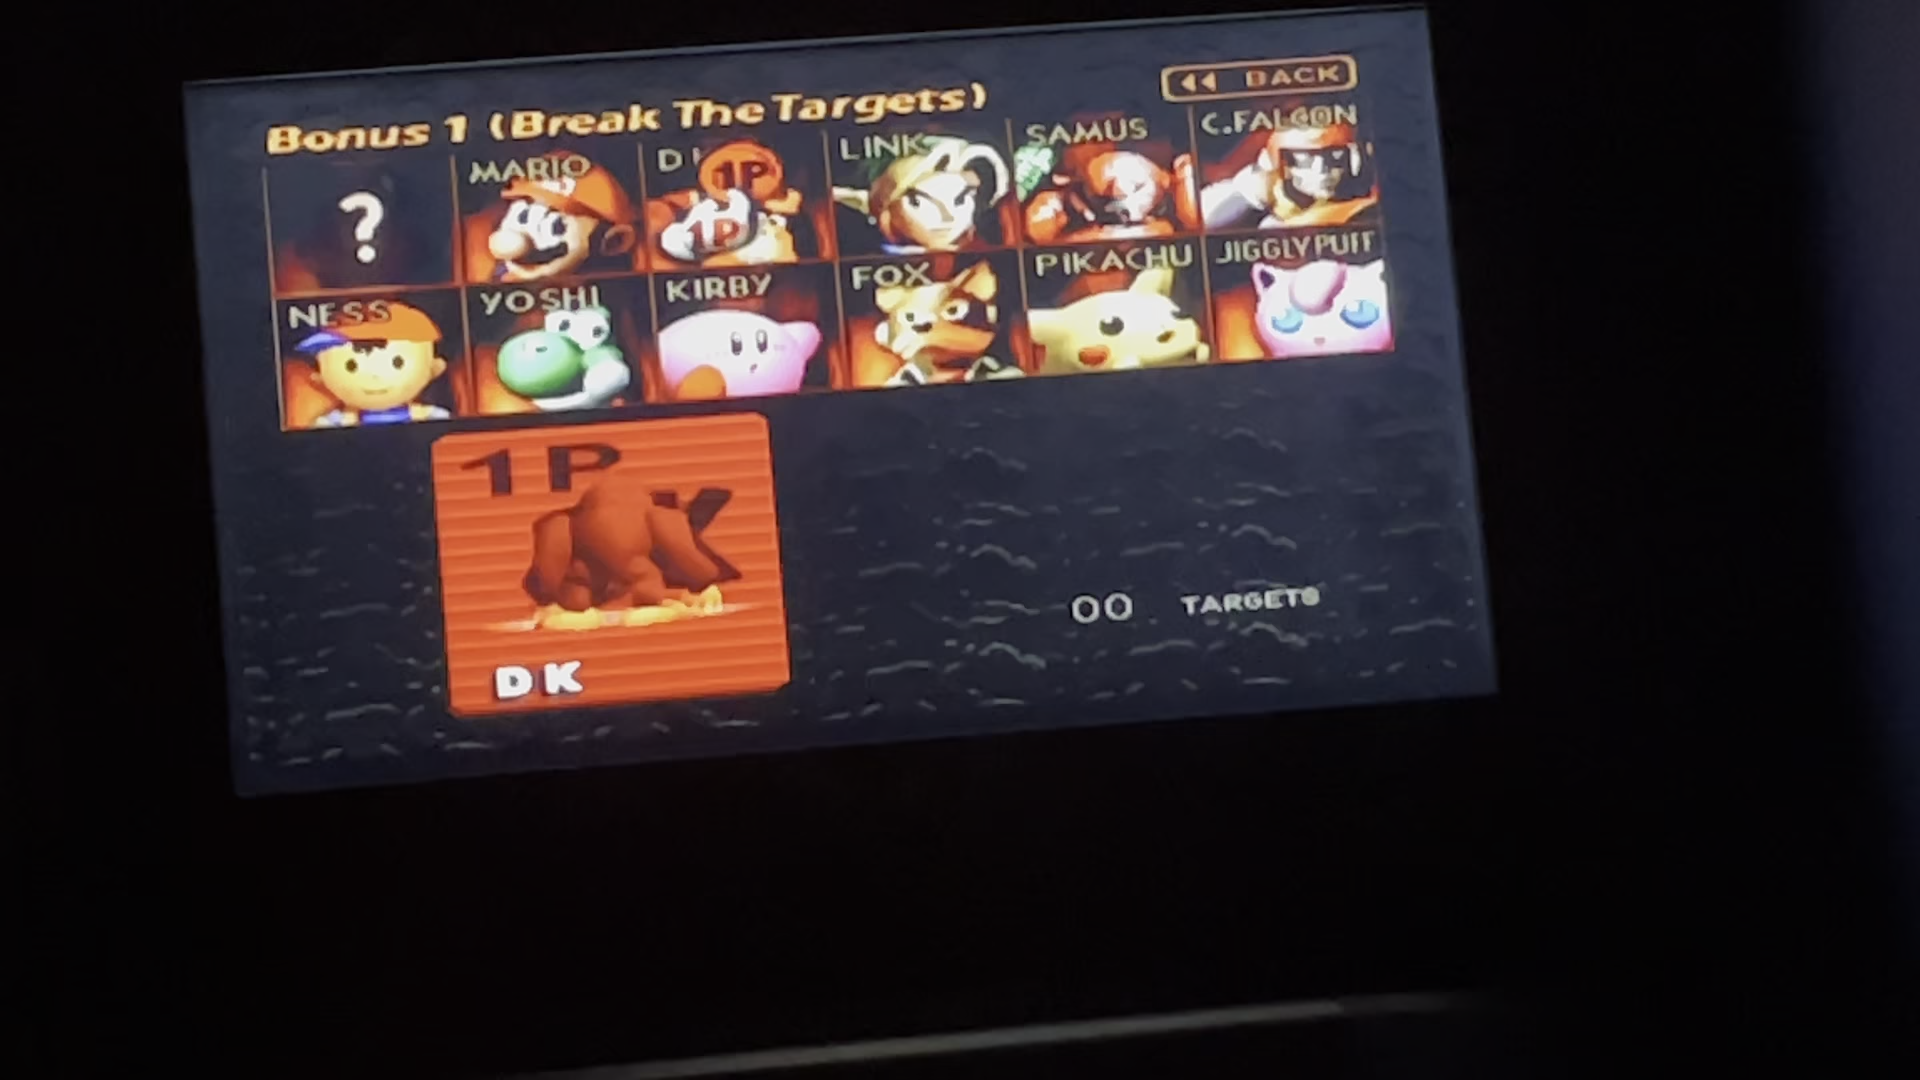 Bonus 1 (Break The Targets)
BACK
?
MARIO
1P
LINK
SAMUS
C.FALCON
1P
NESS
YOSHI
KIRBY
FOX
PIKACHU
JIGGLYPUFF
1P
DK
00 TARGETS